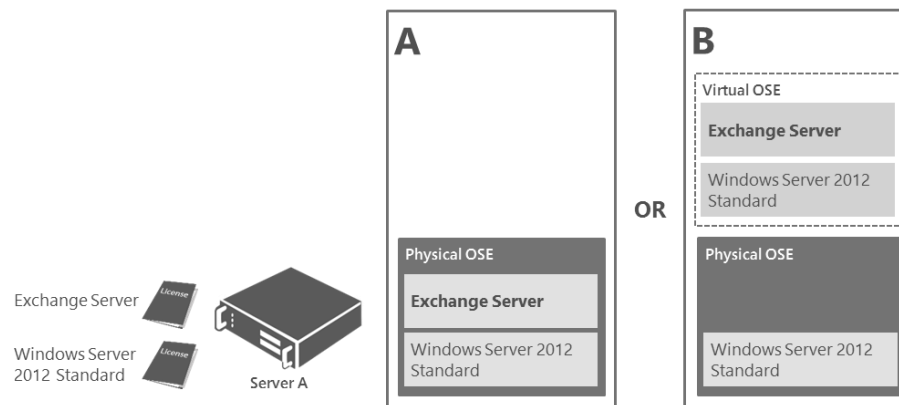 Exchange Server
License
Windows Server
2012 Standard
License
Server A
A
Physical OSE
Exchange Server
Windows Server 2012
Standard
OR
B
Virtual OSE
Exchange Server
Windows Server 2012
Standard
Physical OSE
Windows Server 2012
Standard